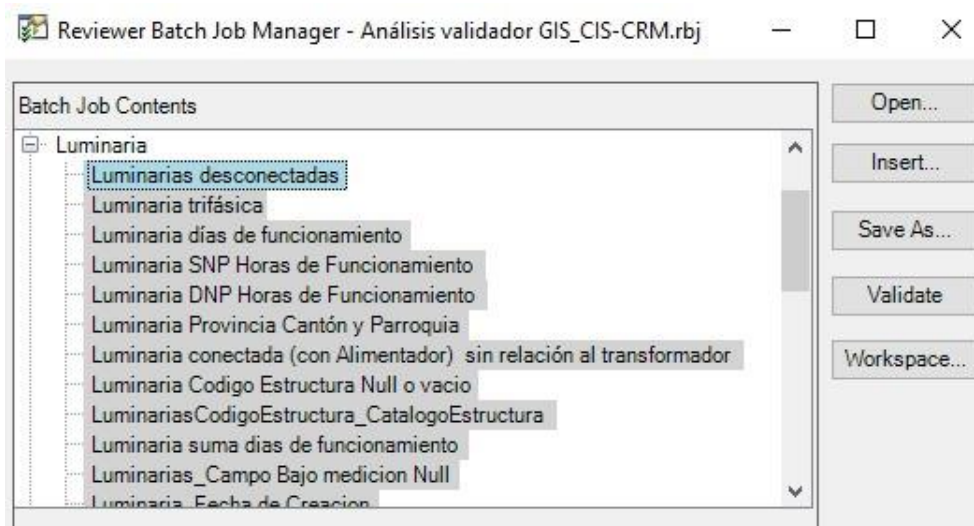 Reviewer Batch Job Manager - Análisis validador GIS_CIS-CRM.rbj
Batch Job Contents
Luminaria
Luminarias desconectadas
Luminaria trifásica
Luminaria días de funcionamiento
Luminaria SNP Horas de Funcionamiento
Luminaria DNP Horas de Funcionamiento
Luminaria Provincia Cantón y Parroquia
Luminaria conectada (con Alimentador)  sin relación al transformador
Luminaria Codigo Estructura Null o vacio
LuminariasCodigoEstructura_CatalogoEstructura
Luminaria suma dias de funcionamiento
Luminarias_Campo Bajo medicion Null
Luminaria_Fecha de Creacion
Open...
Insert...
Save As...
Validate
Workspace...